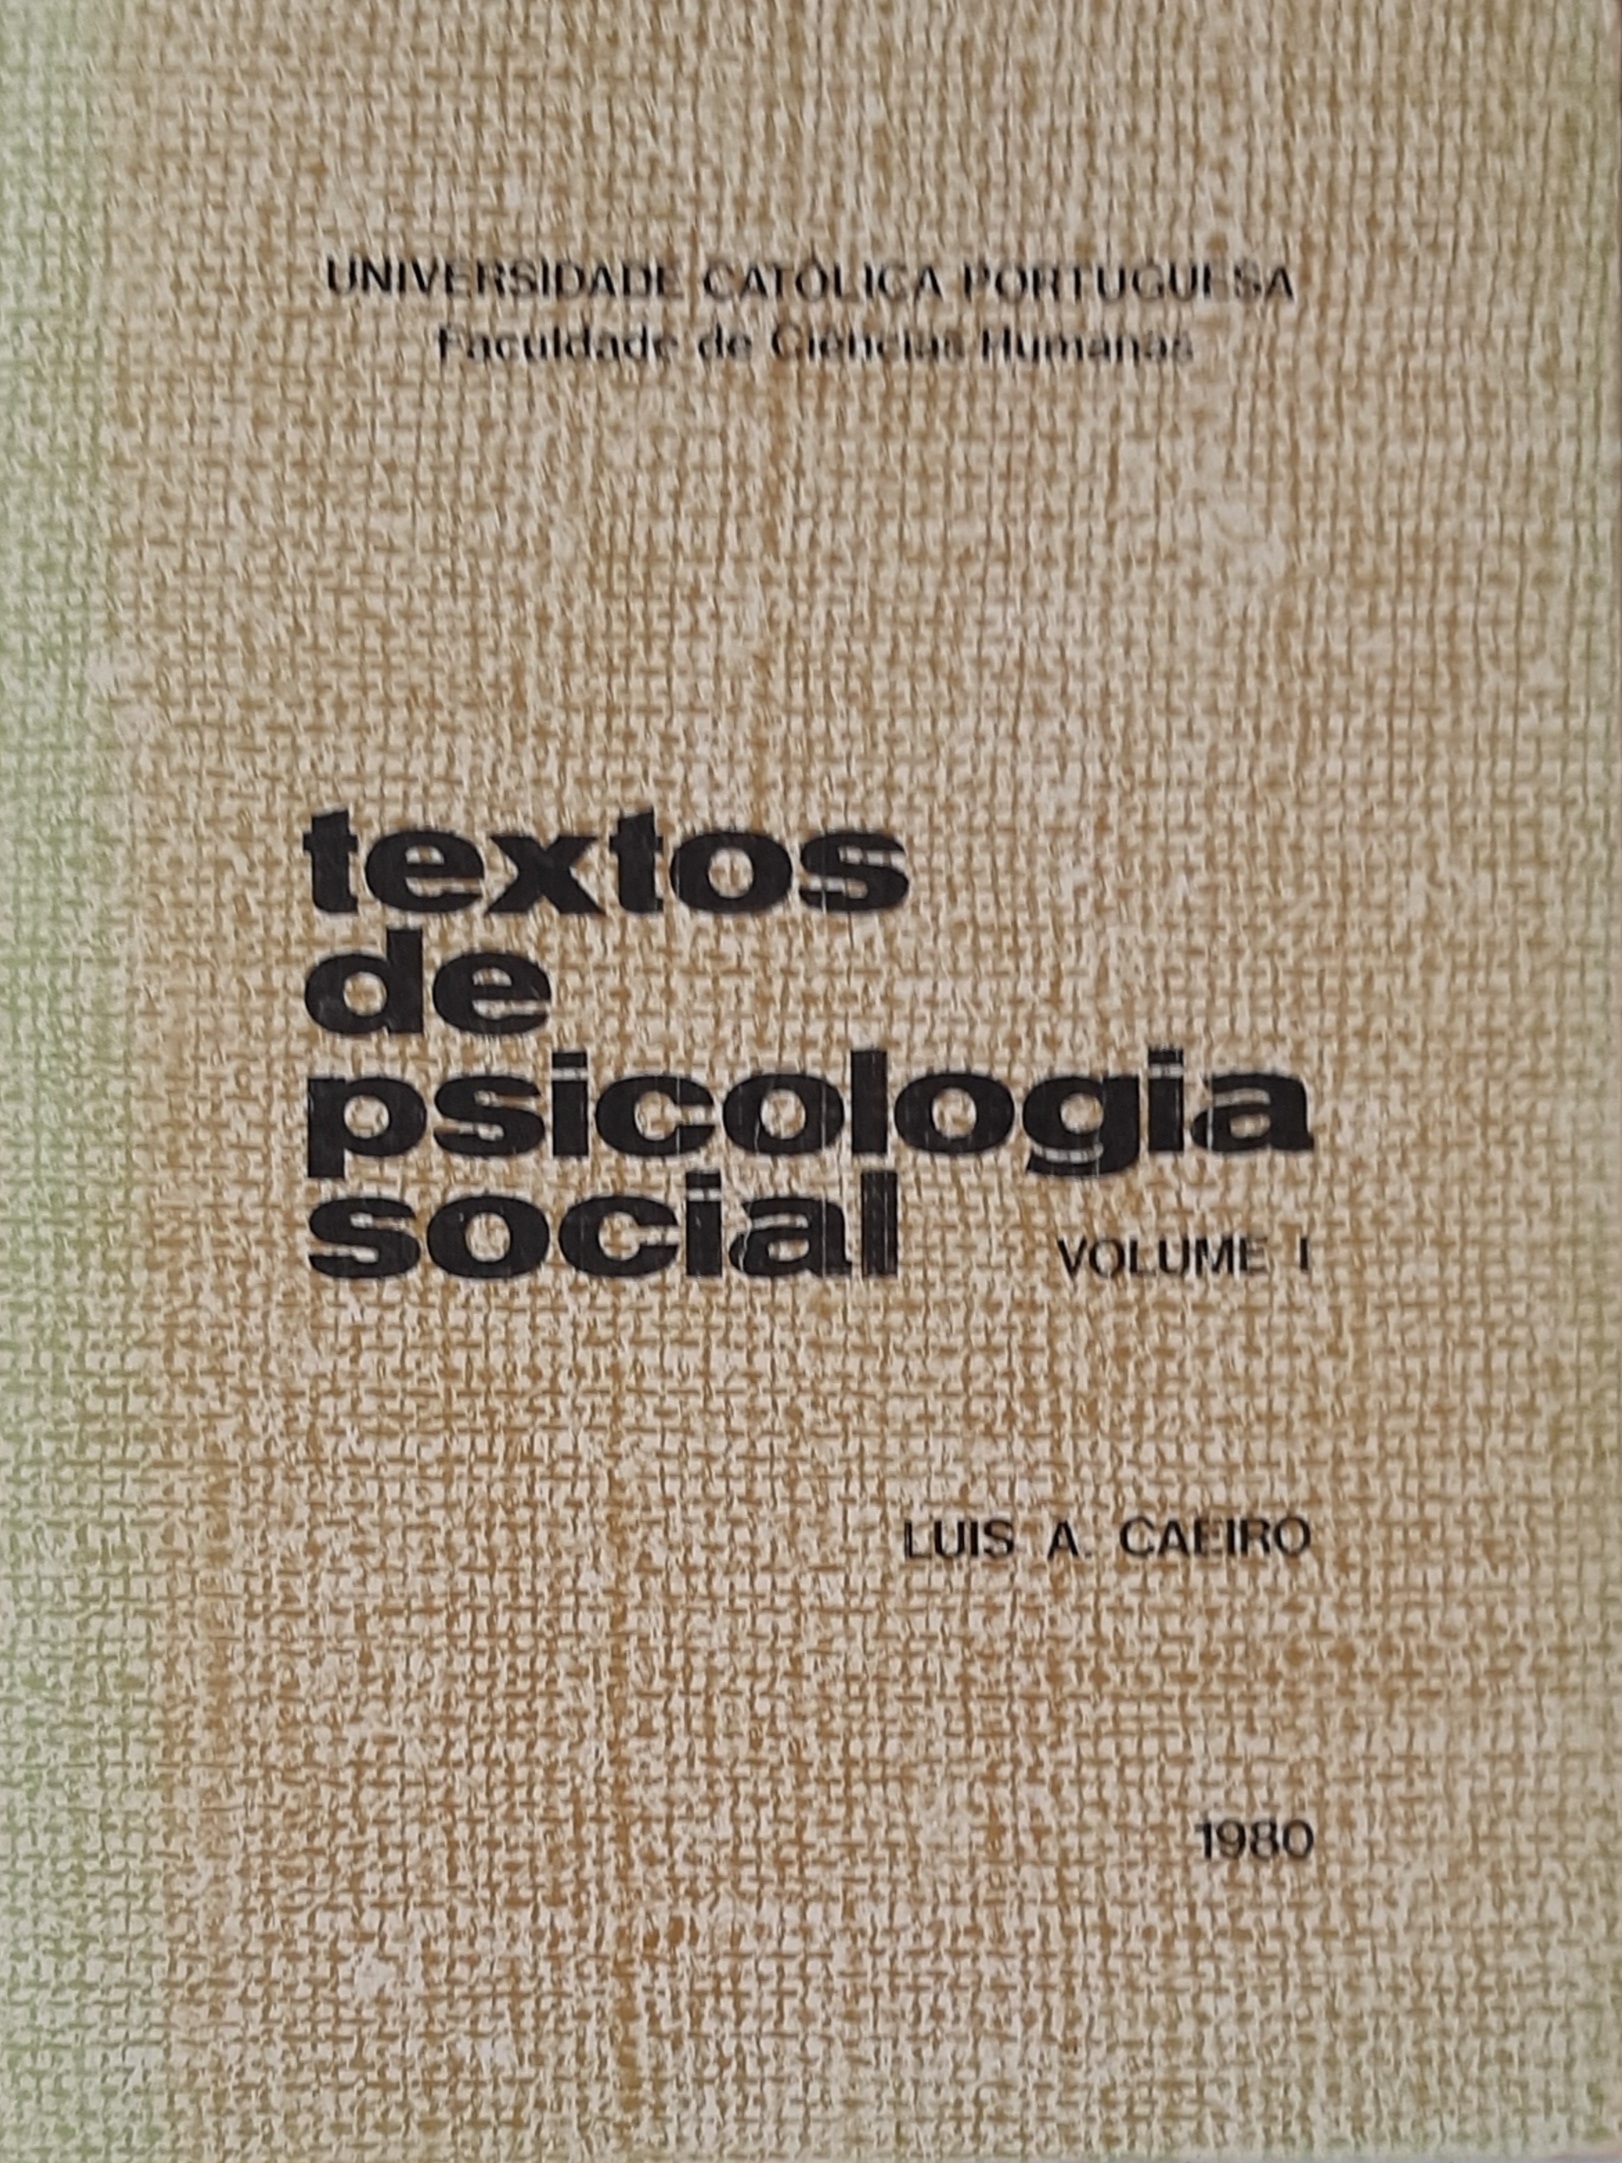 UNIVERSIDADE CATÓLICA PORTUGUESA
Faculdade de Ciências Humanas
textos
de
psicologia
social
VOLUME I
LUIS A. CAEIRO
1980